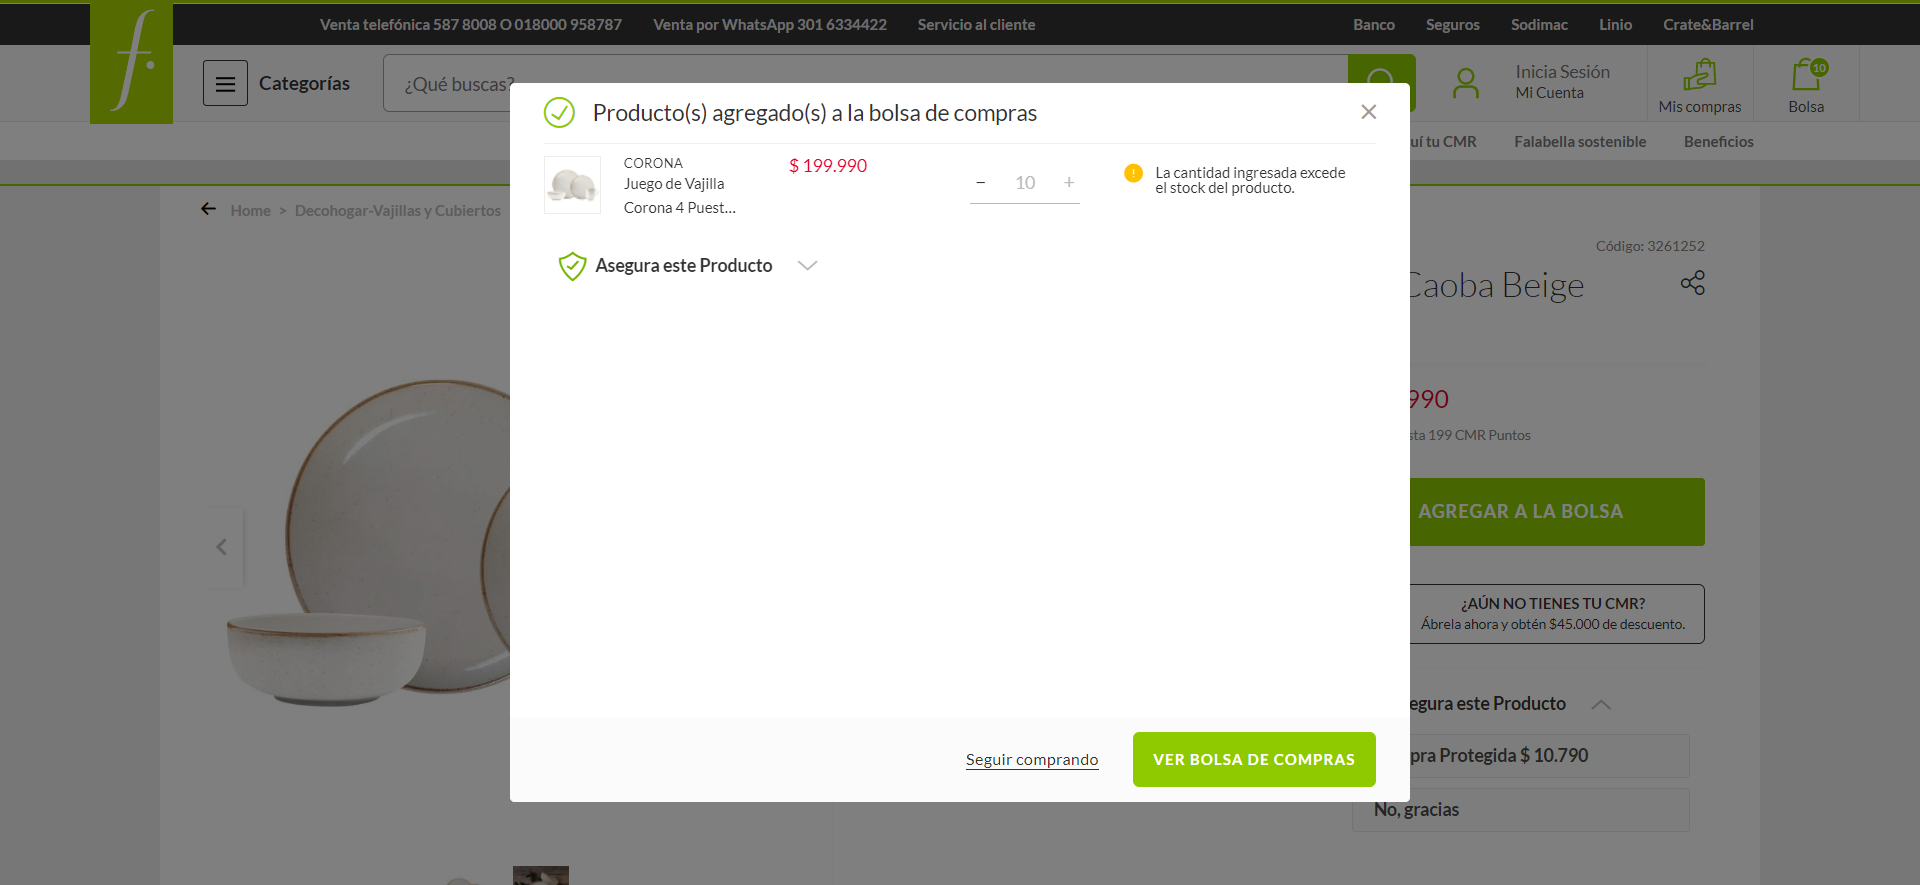 Venta telefónica 587 8008 O 018000 958787
Venta por WhatsApp 301 6334422
Servicio al cliente
Banco
Seguros
Sodimac
Linio
Crate&Barrel
f.
Categorías
¿Qué buscas?
Inicia Sesión
Mi Cuenta
Mis compras
10
Bolsa
uí tu CMR
Falabella sostenible
Beneficios
Producto(s) agregado(s) a la bolsa de compras
CORONA
Juego de Vajilla
Corona 4 Puest...
$ 199.990
− 10 +
! La cantidad ingresada excede
el stock del producto.
Asegura este Producto
Seguir comprando
VER BOLSA DE COMPRAS
Home > Decohogar-Vajillas y Cubiertos
Código: 3261252
Caoba Beige
990
sta 199 CMR Puntos
AGREGAR A LA BOLSA
¿AÚN NO TIENES TU CMR?
Ábrela ahora y obtén $45.000 de descuento.
egura este Producto
pra Protegida $ 10.790
No, gracias